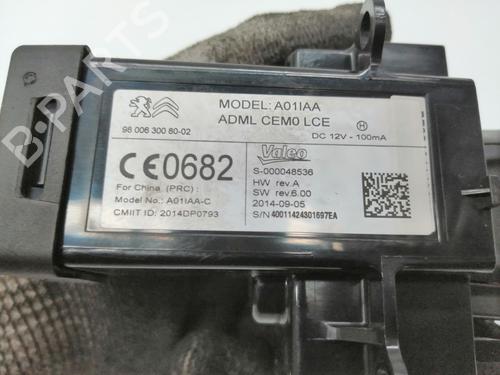 MODEL: A01IAA
ADML CEM0 LCE
H
98 006 300 80-02
DC 12V - 100mA
CE0682
Valeo
S-000048536
HW rev.A
SW rev.6.00
2014-09-05
S/N 40011424301697EA
For China (PRC) :
Model No : A01IAA-C
CMIIT ID: 2014DP0793
B-PARTS